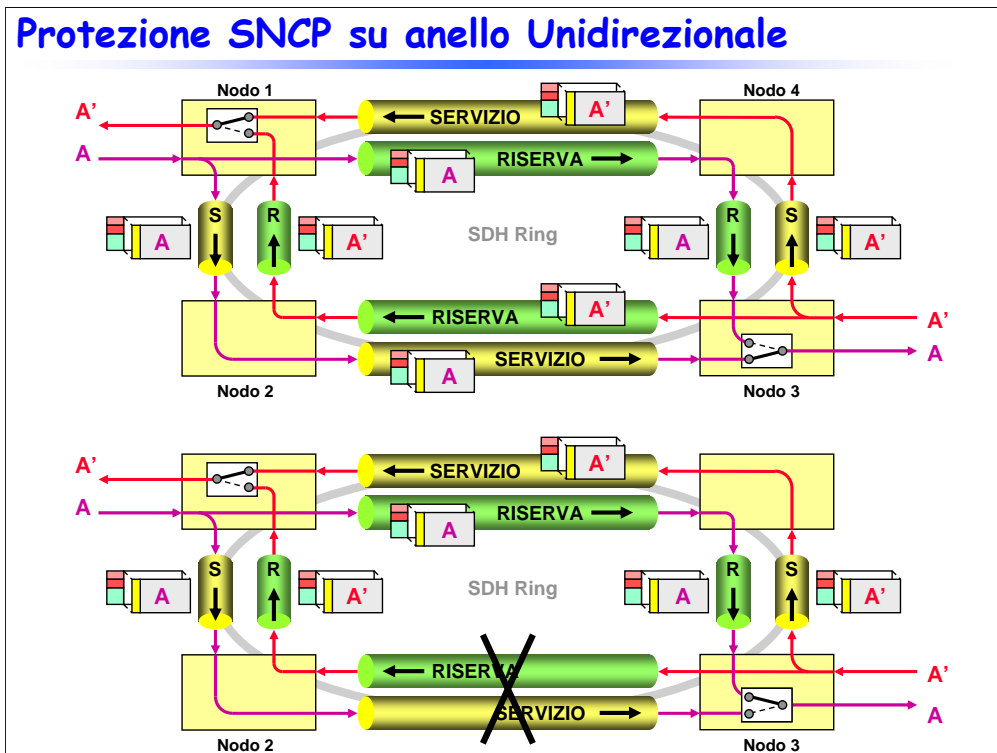 Protezione SNCP su anello Unidirezionale
Nodo 1
Nodo 4
A'
SERVIZIO
A'
A
RISERVA
A
A
S
R
A'
SDH Ring
A
R
S
A'
RISERVA
A'
A'
SERVIZIO
A
A
Nodo 2
Nodo 3
A'
SERVIZIO
A'
A
RISERVA
A
A
S
R
A'
SDH Ring
A
R
S
A'
RISERVA
A'
SERVIZIO
A
Nodo 2
Nodo 3